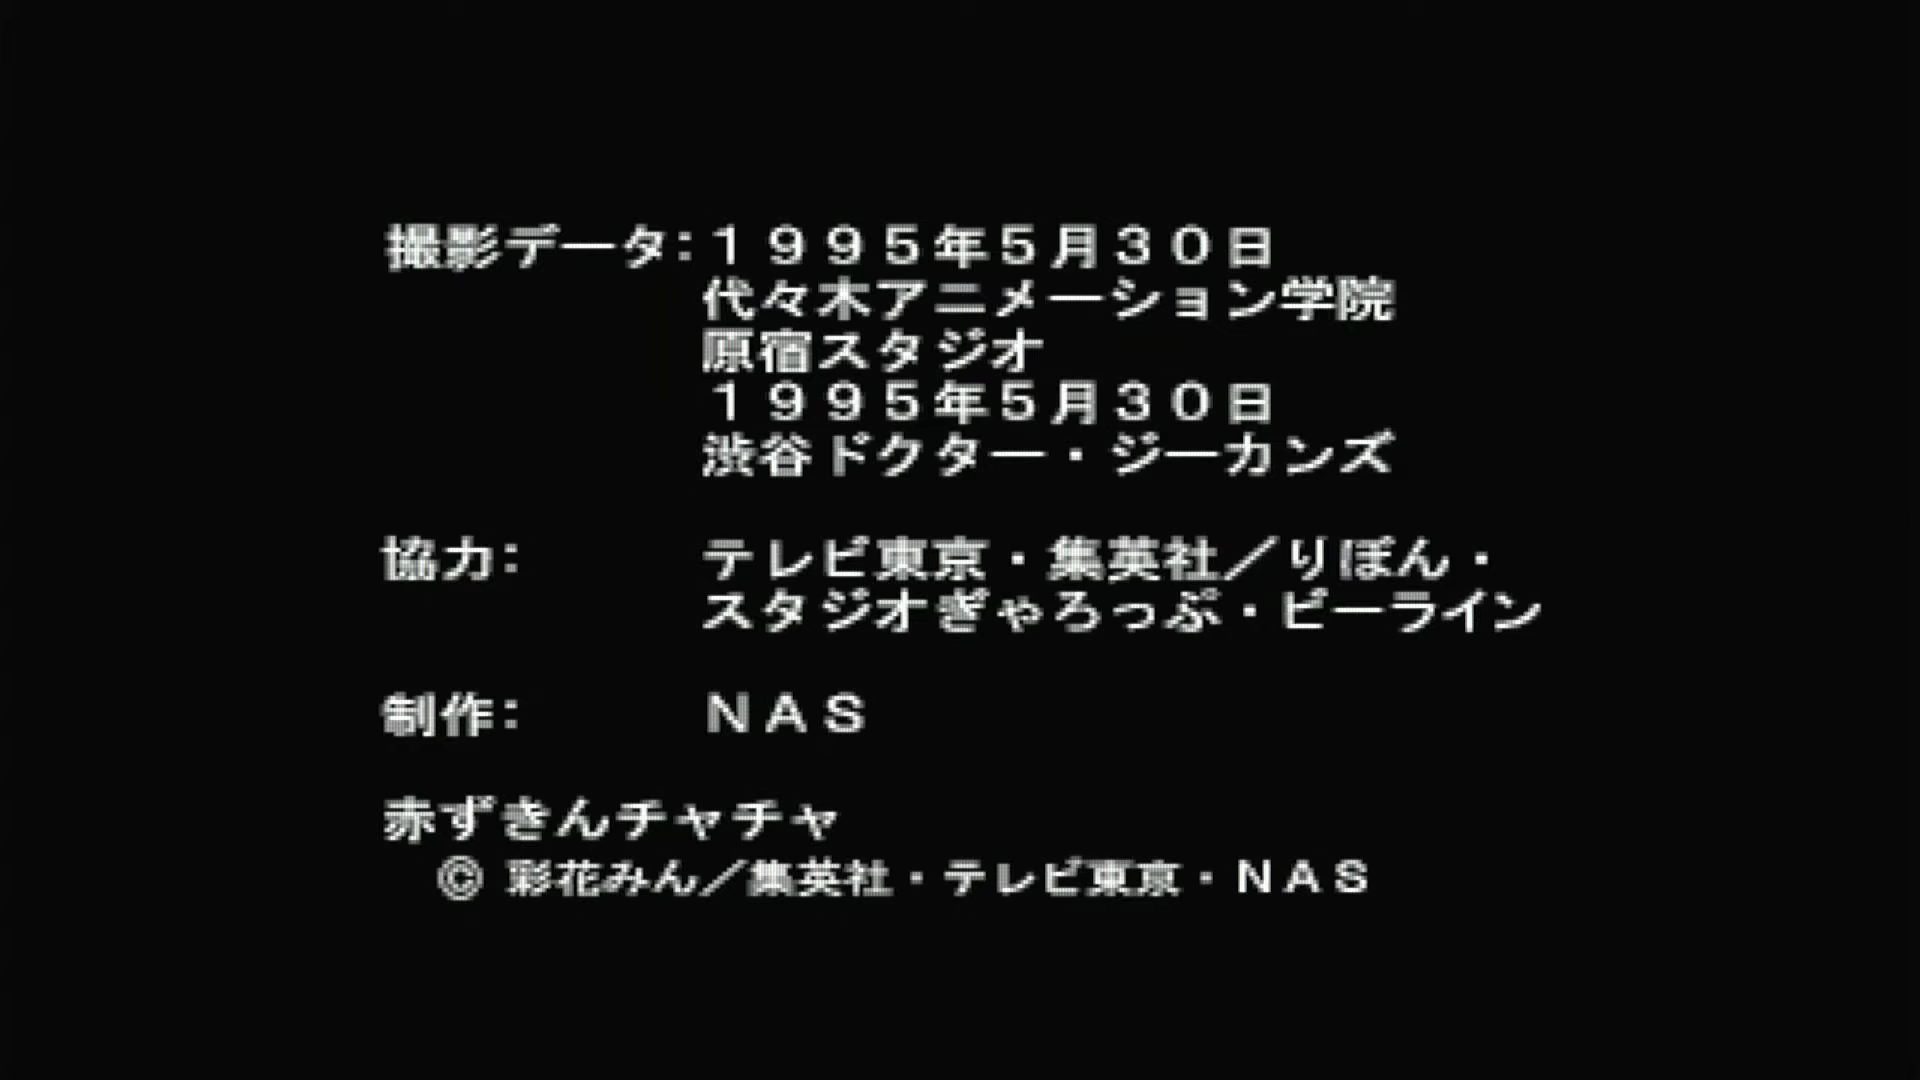 撮影データ:１９９５年５月３０日
代々木アニメーション学院
原宿スタジオ
１９９５年５月３０日
渋谷ドクター・ジーカンズ
協力:　テレビ東京・集英社／りぼん・
スタジオぎゃろっぷ・ビーライン
制作:　ＮＡＳ
赤ずきんチャチャ
© 彩花みん／集英社・テレビ東京・ＮＡＳ